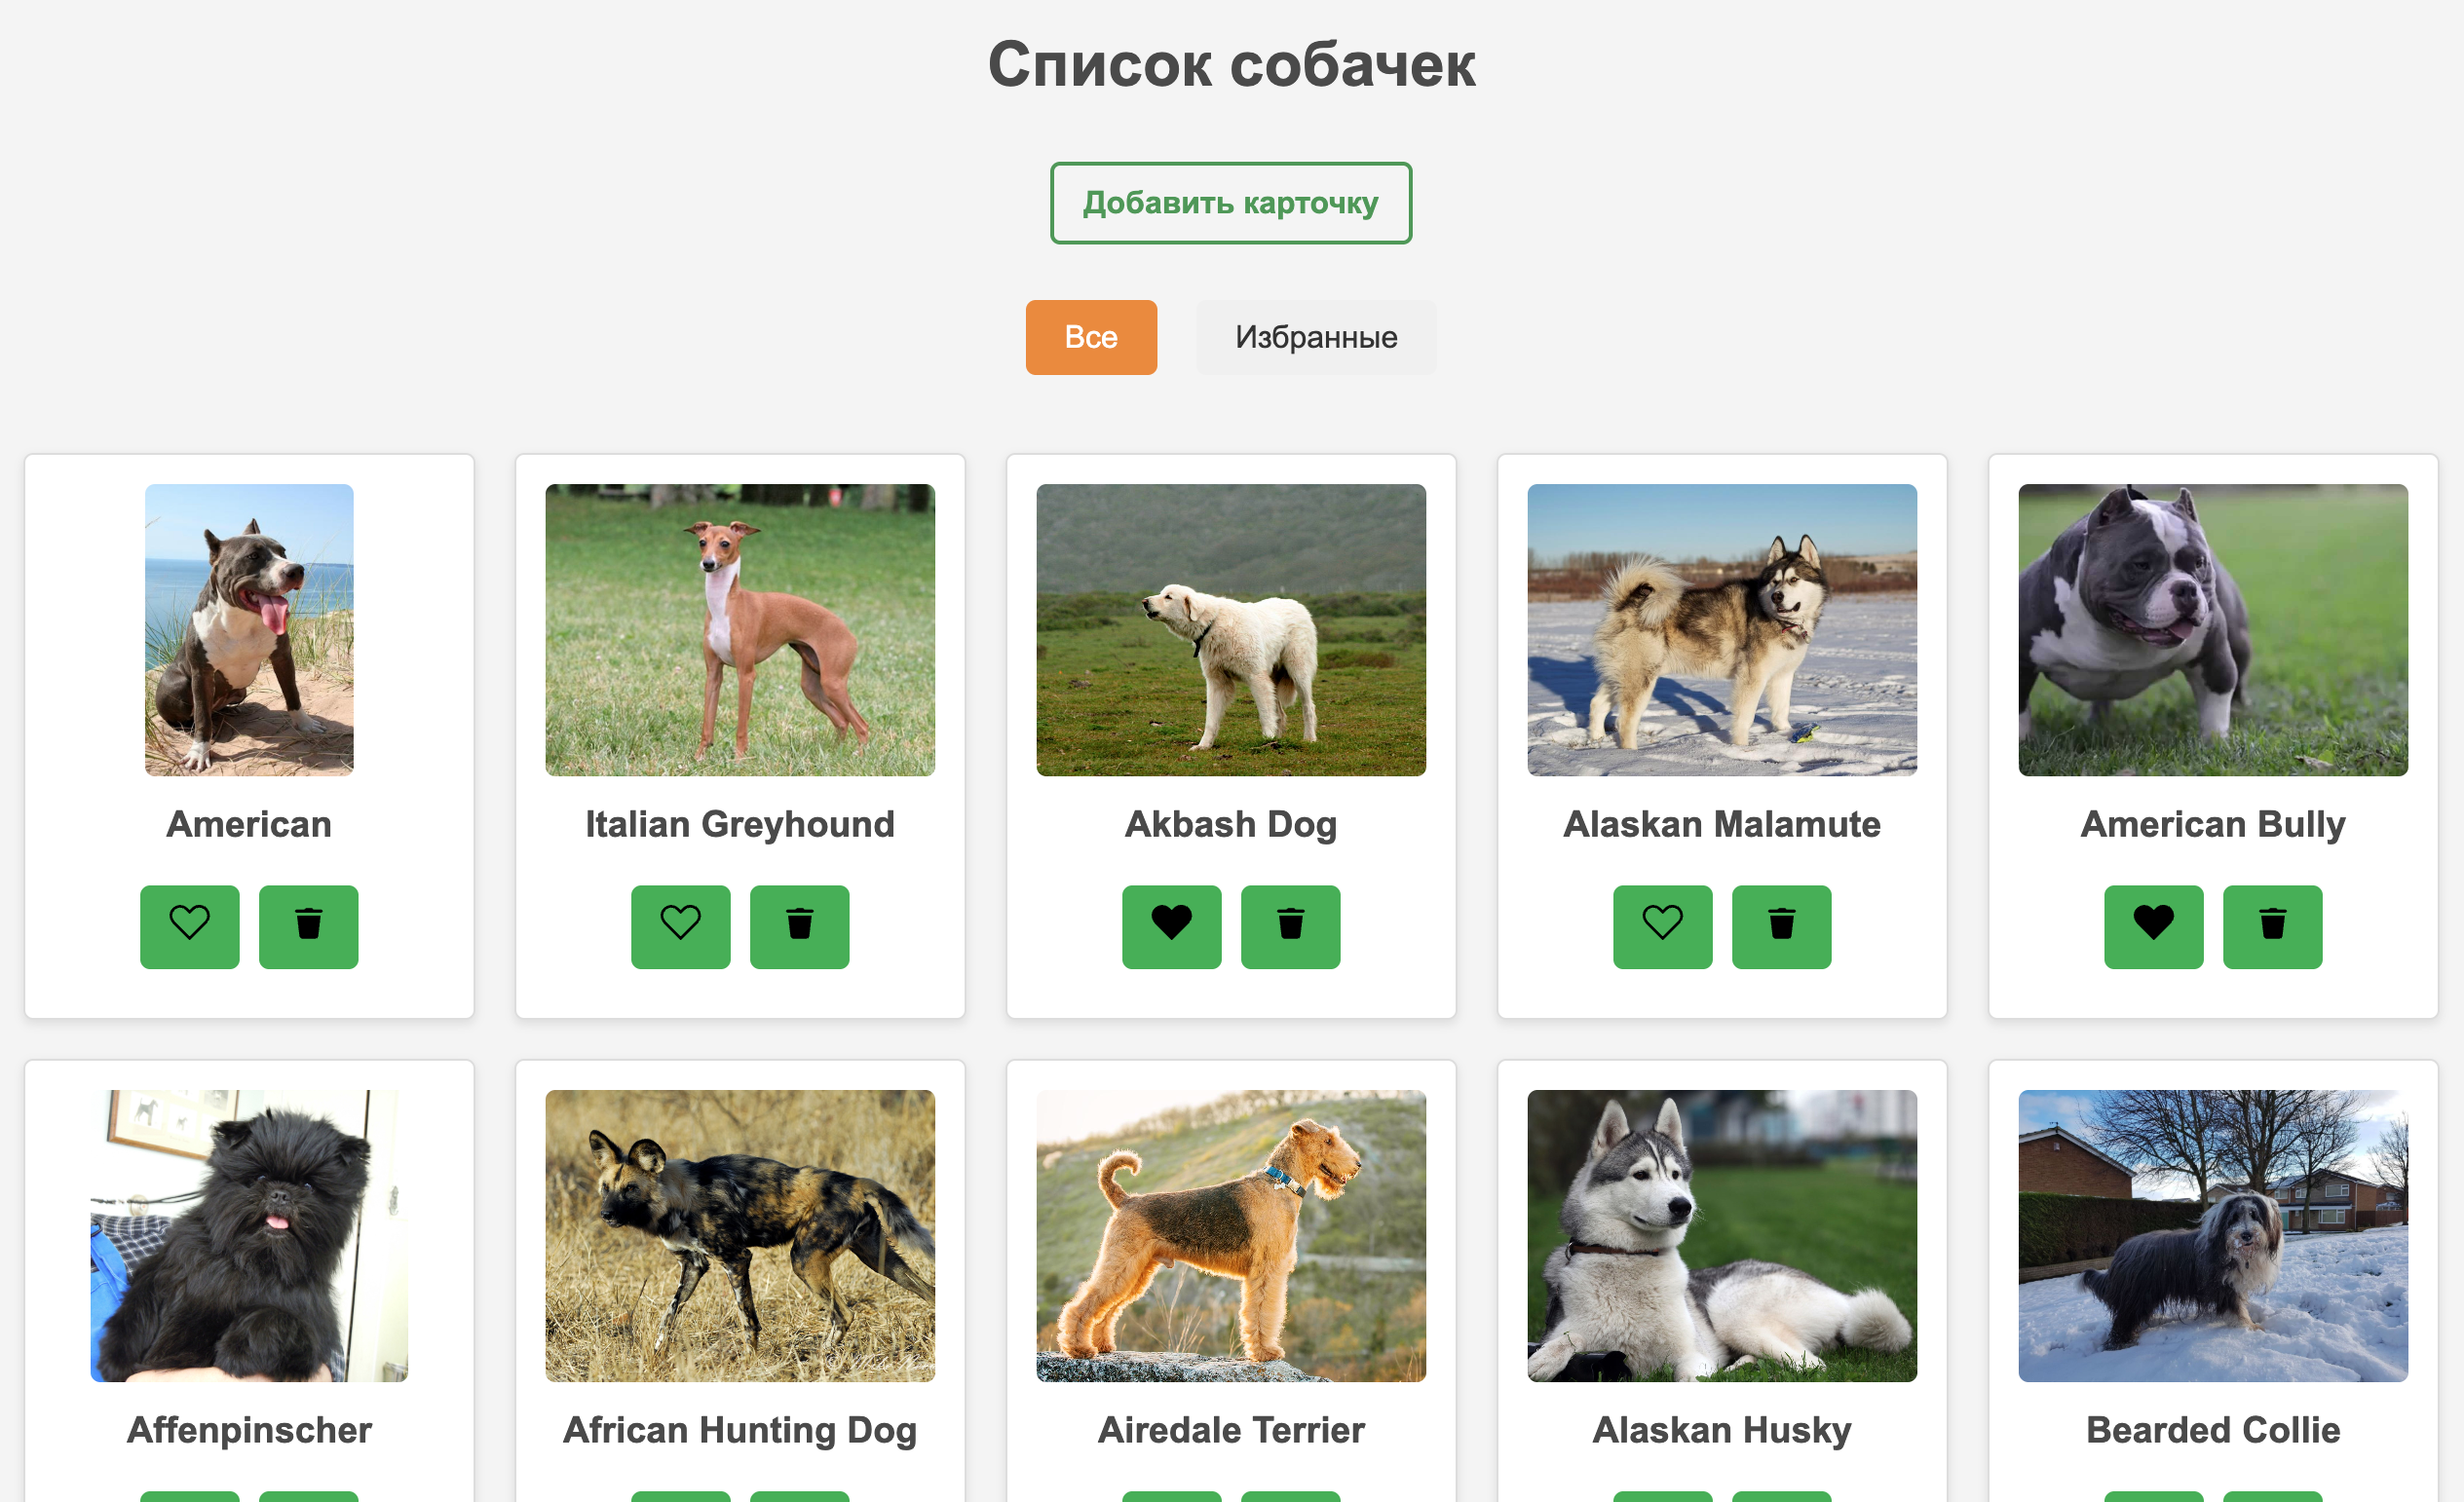 Список собачек
Добавить карточку
Все
Избранные
American
Italian Greyhound
Akbash Dog
Alaskan Malamute
American Bully
Affenpinscher
African Hunting Dog
Airedale Terrier
Alaskan Husky
Bearded Collie